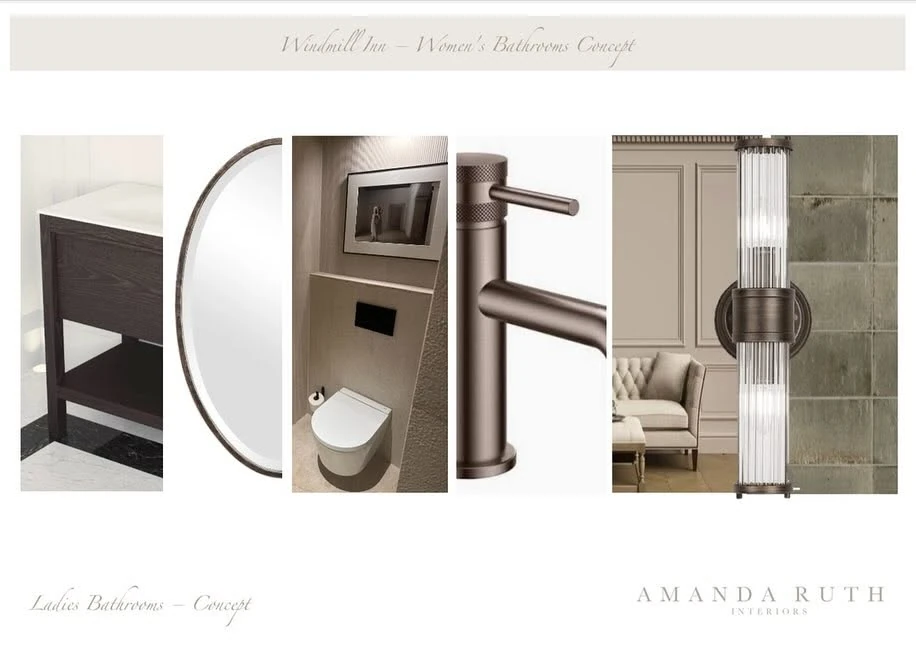 Windmill Inn – Women's Bathrooms Concept
Ladies Bathrooms – Concept
AMANDA RUTH
INTERIORS